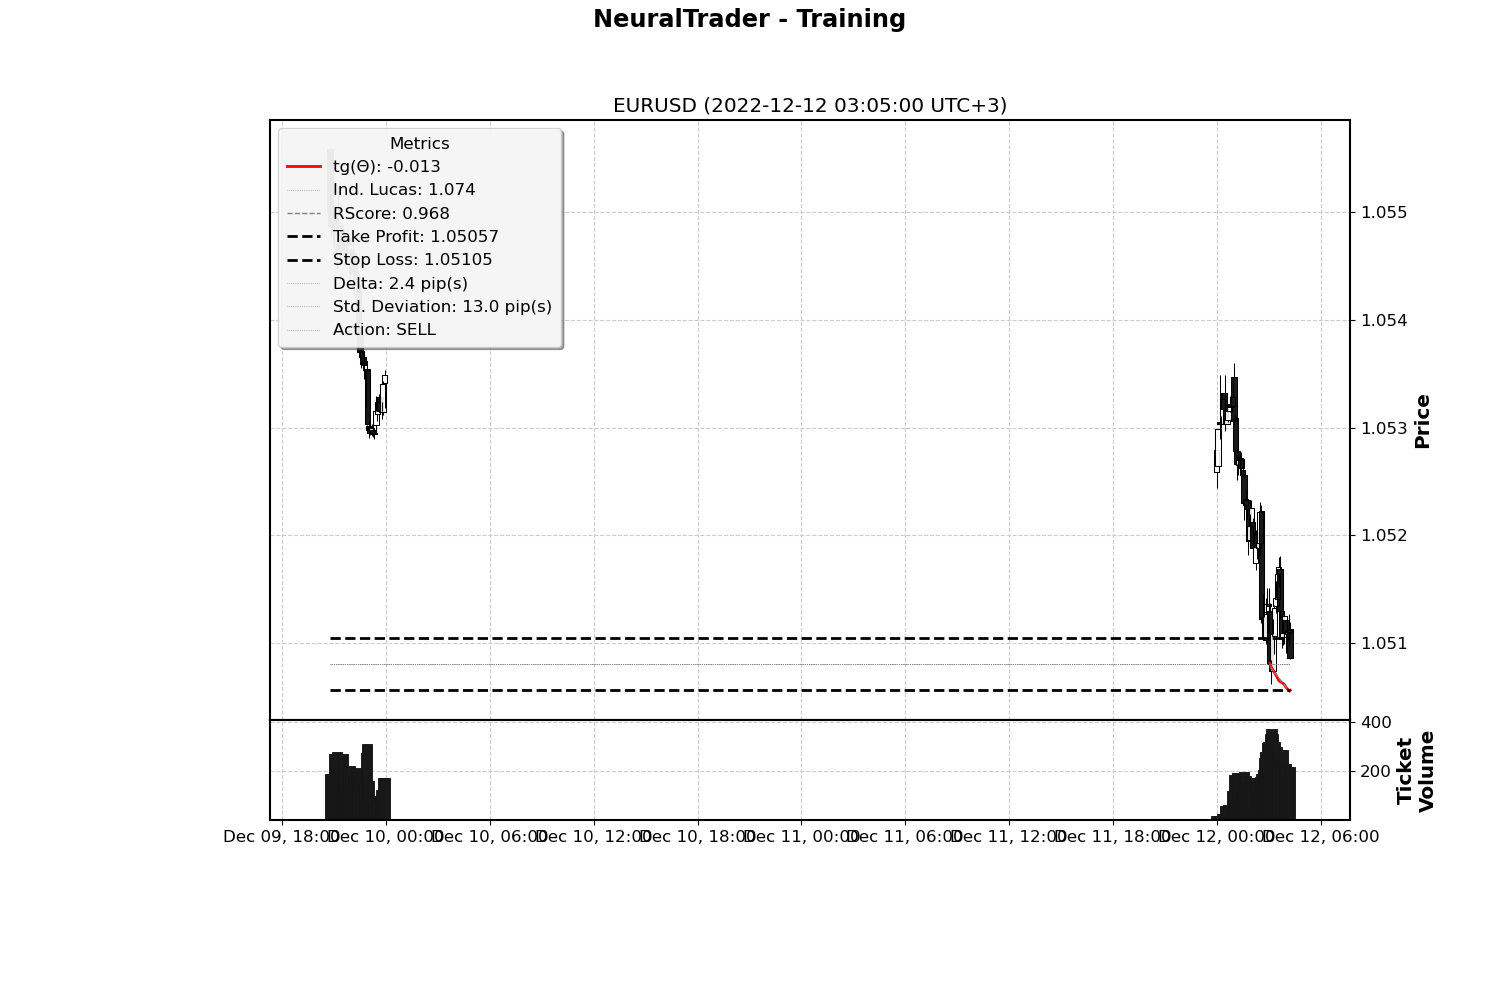 NeuralTrader - Training
EURUSD (2022-12-12 03:05:00 UTC+3)
Metrics
tg(Θ): -0.013
Ind. Lucas: 1.074
RScore: 0.968
Take Profit: 1.05057
Stop Loss: 1.05105
Delta: 2.4 pip(s)
Std. Deviation: 13.0 pip(s)
Action: SELL
1.055
1.054
1.053
1.052
1.051
Price
400
200
Ticket
Volume
Dec 09, 18:00
Dec 10, 00:00
Dec 10, 06:00
Dec 10, 12:00
Dec 10, 18:00
Dec 11, 00:00
Dec 11, 06:00
Dec 11, 12:00
Dec 11, 18:00
Dec 12, 00:00
Dec 12, 06:00